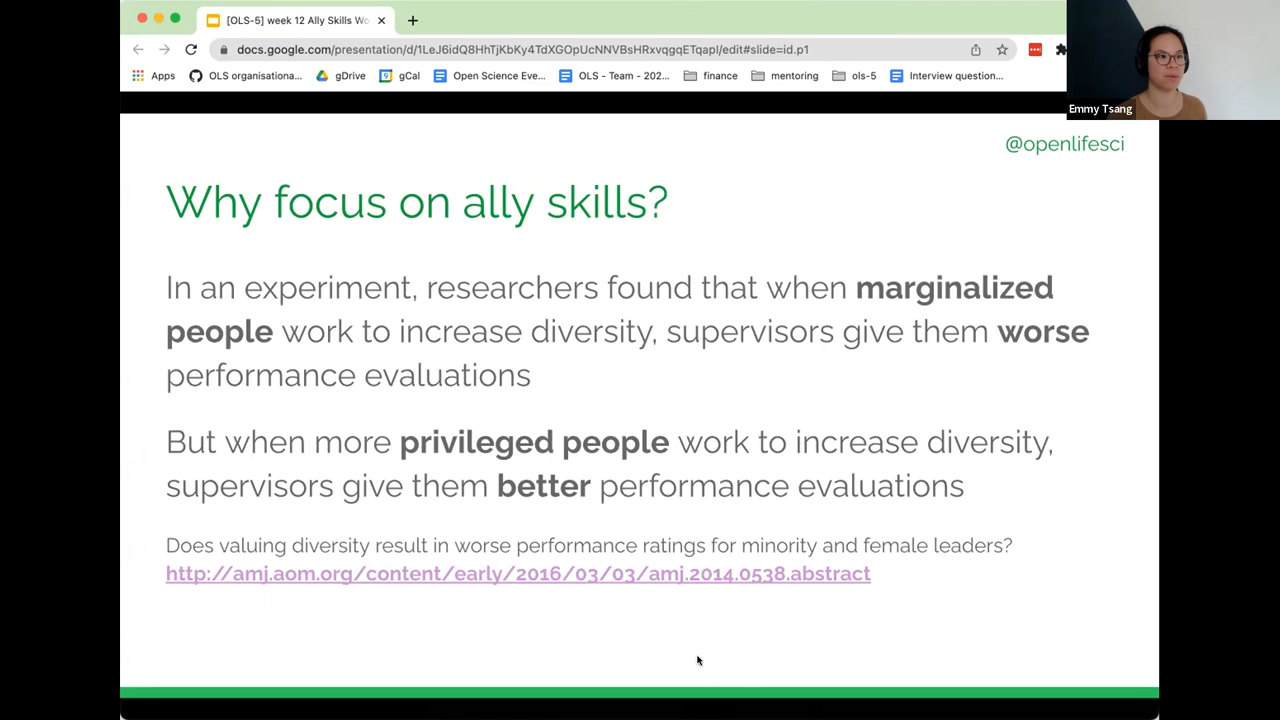 [OLS-5] week 12 Ally Skills Wo
docs.google.com/presentation/d/1LeJ6idQ8HhTjKbKy4TdXGOpUcNNVBsHRxvqgqETqapI/edit#slide=id.p1
Apps
OLS organisationa...
gDrive
gCal
Open Science Eve...
OLS - Team - 202...
finance
mentoring
ols-5
Interview question...
Emmy Tsang
@openlifesci
Why focus on ally skills?
In an experiment, researchers found that when marginalized
people work to increase diversity, supervisors give them worse
performance evaluations
But when more privileged people work to increase diversity,
supervisors give them better performance evaluations
Does valuing diversity result in worse performance ratings for minority and female leaders?
http://amj.aom.org/content/early/2016/03/03/amj.2014.0538.abstract